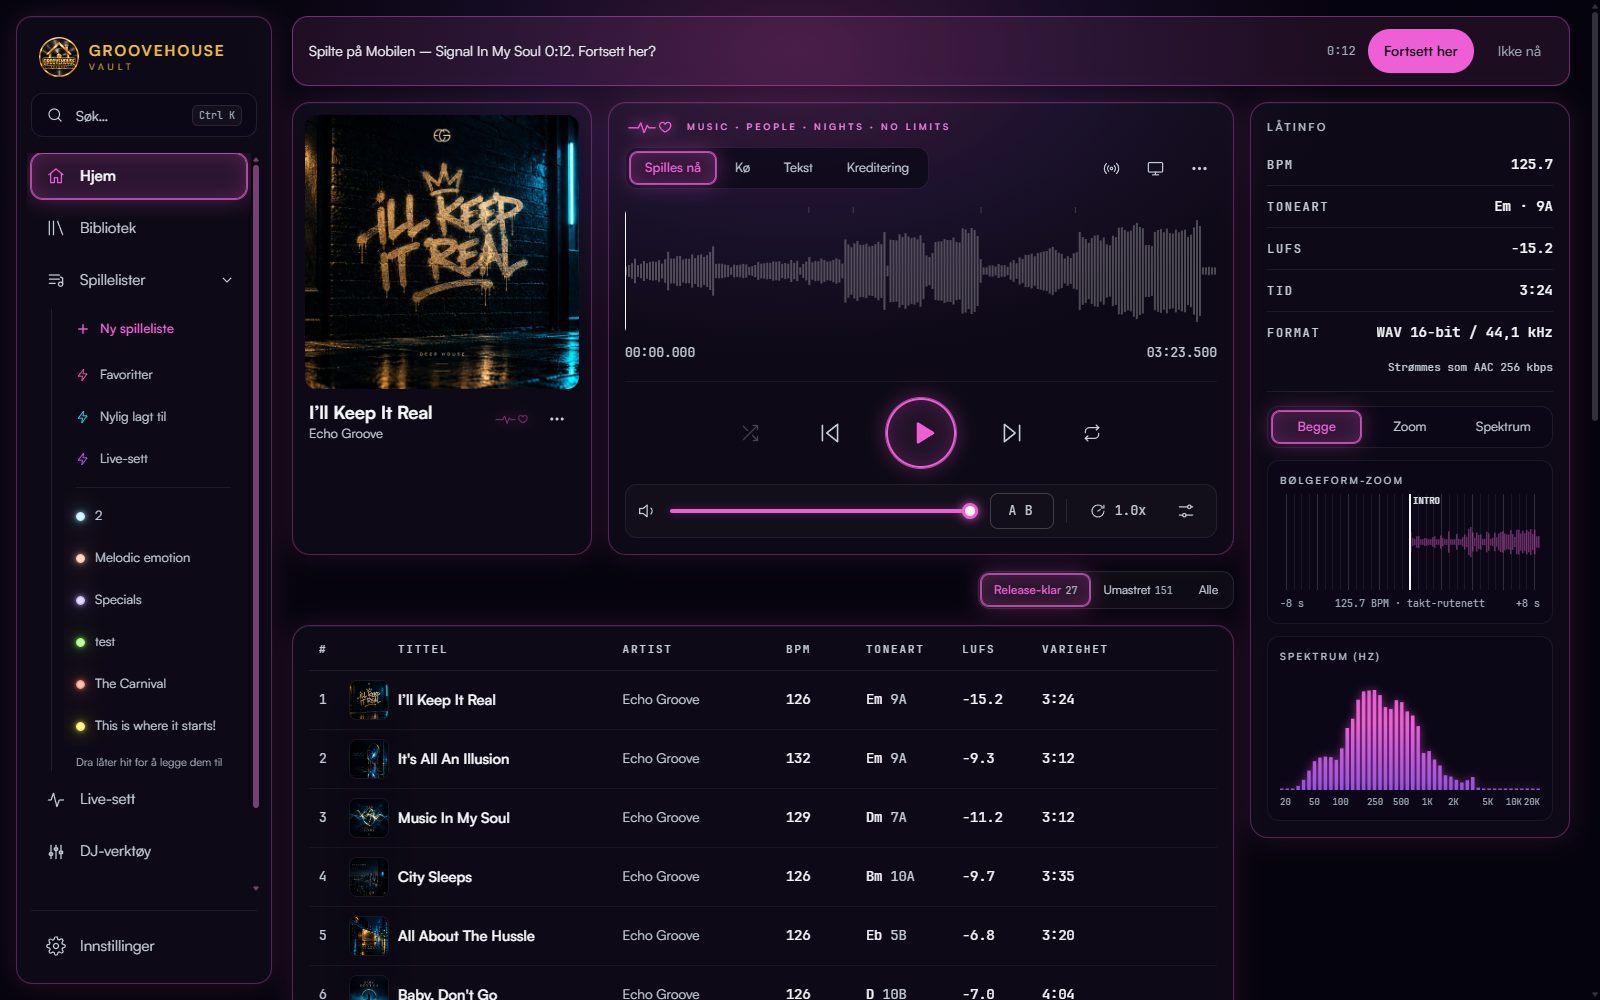 GROOVEHOUSE
VAULT
Søk...
Ctrl K
Hjem
Bibliotek
Spillelister
Ny spilleliste
Favoritter
Nylig lagt til
Live-sett
2
Melodic emotion
Specials
test
The Carnival
This is where it starts!
Dra låter hit for å legge dem til
Live-sett
DJ-verktøy
Innstillinger
Spilte på Mobilen — Signal In My Soul 0:12. Fortsett her?
0:12
Fortsett her
Ikke nå
EG
I'LL KEEP
IT REAL
DEEP HOUSE
I'll Keep It Real
Echo Groove
MUSIC • PEOPLE • NIGHTS • NO LIMITS
Spilles nå
Kø
Tekst
Kreditering
00:00.000
03:23.500
A B
1.0x
LÅTINFO
BPM 125.7
TONEART Em · 9A
LUFS -15.2
TID 3:24
FORMAT WAV 16-bit / 44,1 kHz
Strømmes som AAC 256 kbps
Begge
Zoom
Spektrum
BØLGEFORM-ZOOM
INTRO
-8 s 125.7 BPM · takt-rutenett +8 s
SPEKTRUM (HZ)
20 50 100 250 500 1K 2K 5K 10K 20K
Release-klar 27
Umastret 151
Alle
# TITTEL ARTIST BPM TONEART LUFS VARIGHET
1 I'll Keep It Real Echo Groove 126 Em 9A -15.2 3:24
2 It's All An Illusion Echo Groove 132 Em 9A -9.3 3:12
3 Music In My Soul Echo Groove 129 Dm 7A -11.2 3:12
4 City Sleeps Echo Groove 126 Bm 10A -9.7 3:35
5 All About The Hussle Echo Groove 126 Eb 5B -6.8 3:20
6 Baby, Don't Go Echo Groove 126 D 10B -7.0 4:04